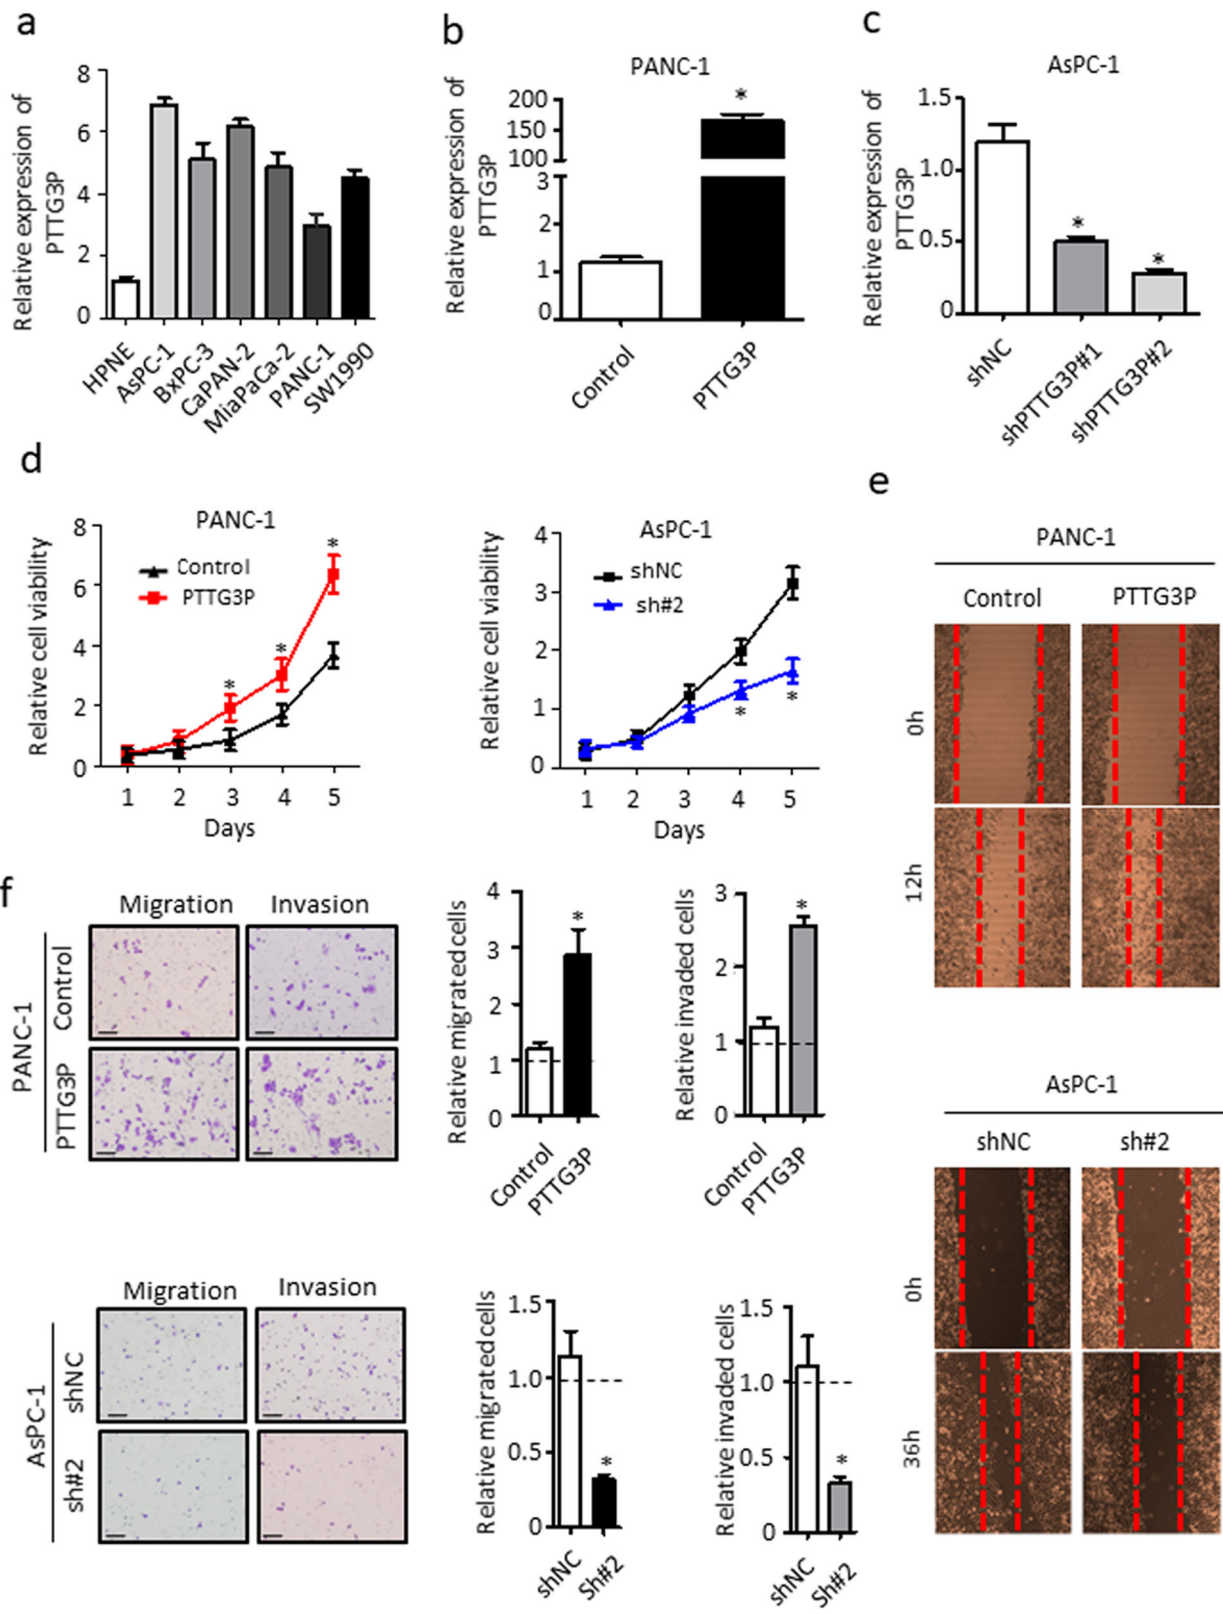 a
Relative expression of
PTTG3P
8
6
4
2
0
HPNE
AsPC-1
BxPC-3
CaPAN-2
MiaPaCa-2
PANC-1
SW1990
b
PANC-1
Relative expression of
PTTG3P
200
150
100
3
2
1
0
*
Control
PTTG3P
c
AsPC-1
Relative expression of
PTTG3P
1.5
1.0
0.5
0
*
*
shNC
shPTTG3P#1
shPTTG3P#2
d
PANC-1
Relative cell viability
8
6
4
2
0
Control
PTTG3P
*
*
*
1 2 3 4 5
Days
AsPC-1
Relative cell viability
4
3
2
1
0
shNC
sh#2
*
*
1 2 3 4 5
Days
e
PANC-1
Control PTTG3P
0h
12h
AsPC-1
shNC sh#2
0h
36h
f
Migration Invasion
PANC-1
Control
PTTG3P
Relative migrated cells
4
3
2
1
0
*
Control
PTTG3P
Relative invaded cells
3
2
1
0
*
Control
PTTG3P
Migration Invasion
AsPC-1
shNC
sh#2
Relative migrated cells
1.5
1.0
0.5
0
*
shNC
Sh#2
Relative invaded cells
1.5
1.0
0.5
0
*
shNC
Sh#2